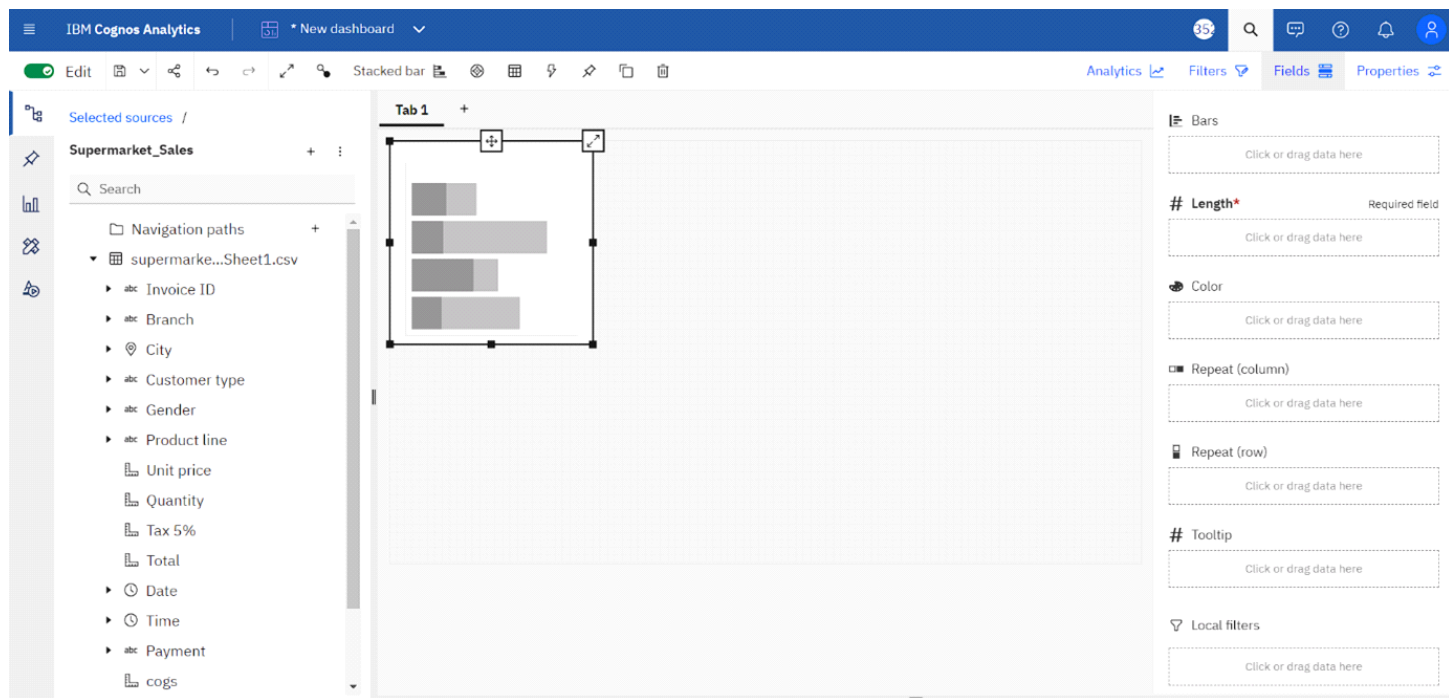 IBM Cognos Analytics
* New dashboard
352
Edit
Stacked bar
Analytics
Filters
Fields
Properties
Selected sources /
Supermarket_Sales
Search
Navigation paths
supermarke...Sheet1.csv
abc Invoice ID
abc Branch
City
abc Customer type
abc Gender
abc Product line
Unit price
Quantity
Tax 5%
Total
Date
Time
abc Payment
cogs
Tab 1
Bars
Click or drag data here
# Length* Required field
Click or drag data here
Color
Click or drag data here
Repeat (column)
Click or drag data here
Repeat (row)
Click or drag data here
# Tooltip
Click or drag data here
Local filters
Click or drag data here